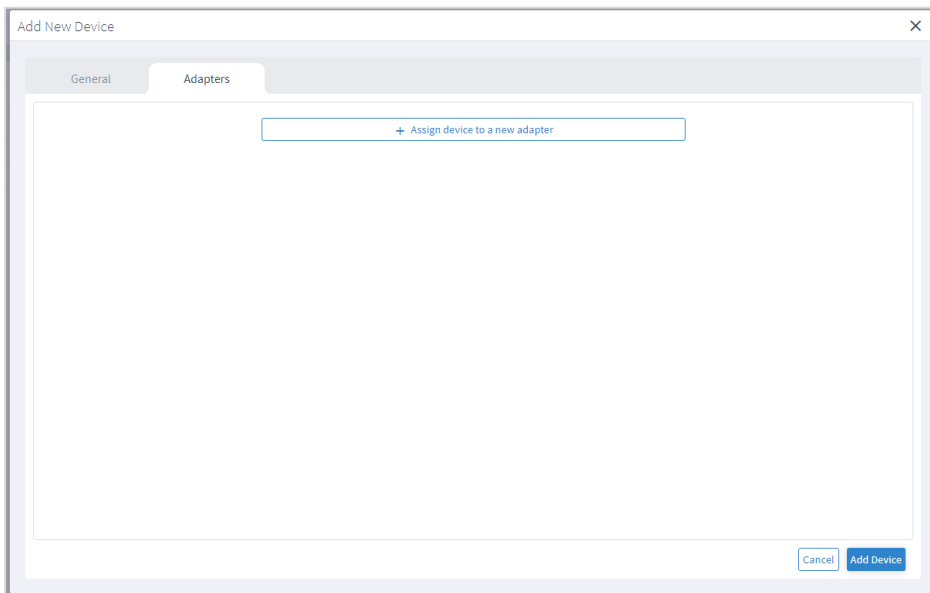 Add New Device
General
Adapters
+ Assign device to a new adapter
Cancel
Add Device